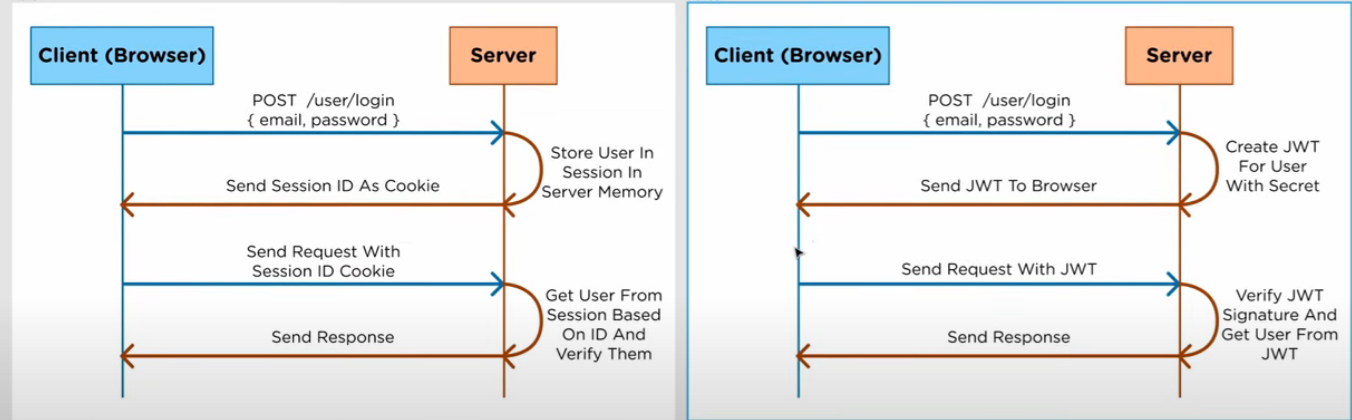 Client (Browser)
Server
POST /user/login
{ email, password }
Store User In
Session In
Server Memory
Send Session ID As Cookie
Send Request With
Session ID Cookie
Get User From
Session Based
On ID And
Verify Them
Send Response
Client (Browser)
Server
POST /user/login
{ email, password }
Create JWT
For User
With Secret
Send JWT To Browser
Send Request With JWT
Verify JWT
Signature And
Get User From
JWT
Send Response